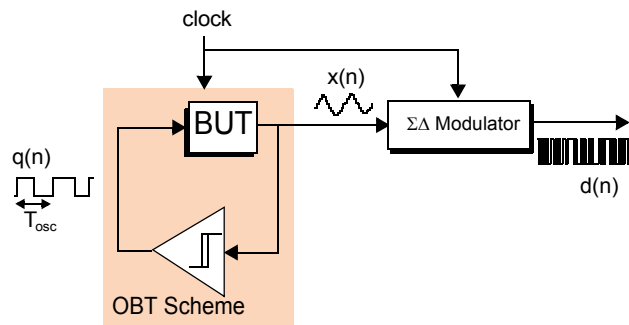 clock
x(n)
BUT
ΣΔ Modulator
q(n)
T_osc
d(n)
OBT Scheme